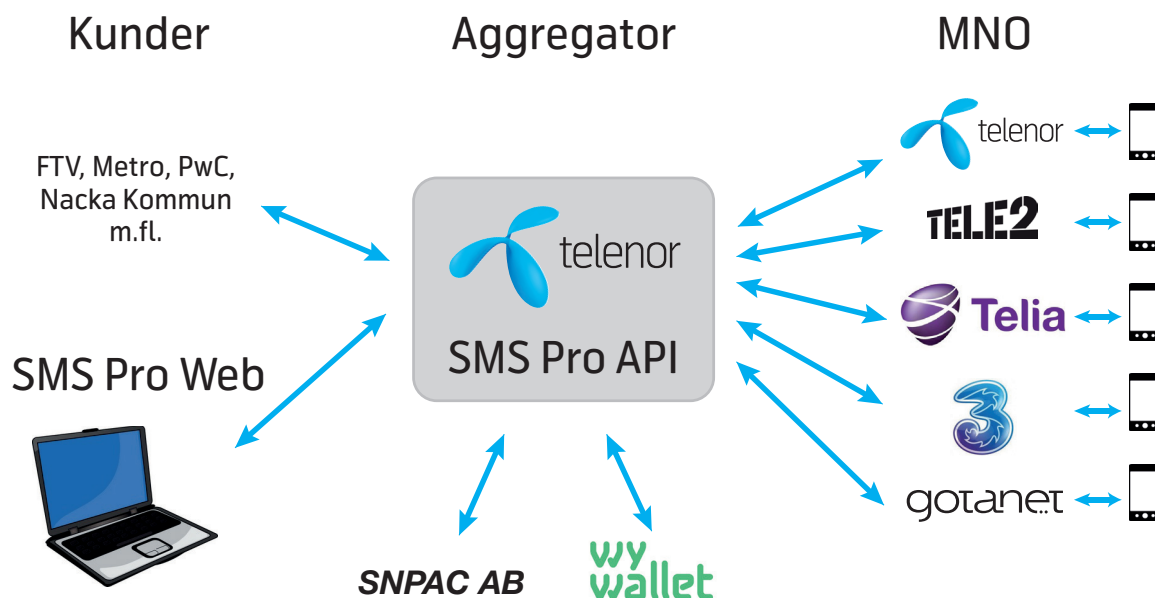 Kunder
Aggregator
MNO
FTV, Metro, PwC,
Nacka Kommun
m.fl.
SMS Pro Web
telenor
SMS Pro API
SNPAC AB
wy
wallet
telenor
TELE2
Telia
3
gotanet